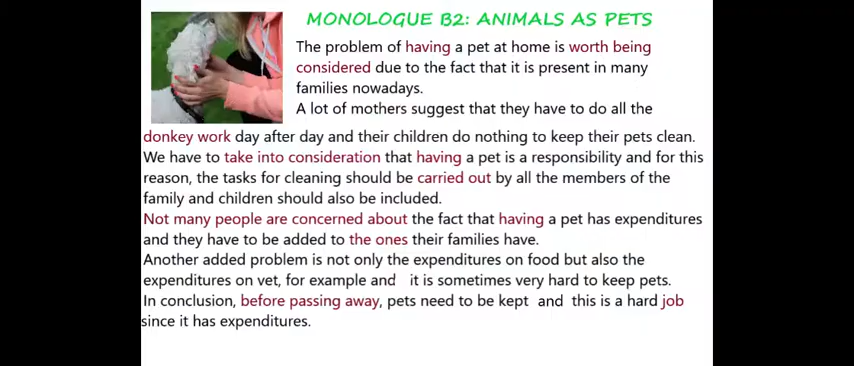 MONOLOGUE B2: ANIMALS AS PETS
The problem of having a pet at home is worth being
considered due to the fact that it is present in many
families nowadays.
A lot of mothers suggest that they have to do all the
donkey work day after day and their children do nothing to keep their pets clean.
We have to take into consideration that having a pet is a responsibility and for this
reason, the tasks for cleaning should be carried out by all the members of the
family and children should also be included.
Not many people are concerned about the fact that having a pet has expenditures
and they have to be added to the ones their families have.
Another added problem is not only the expenditures on food but also the
expenditures on vet, for example and it is sometimes very hard to keep pets.
In conclusion, before passing away, pets need to be kept and this is a hard job
since it has expenditures.